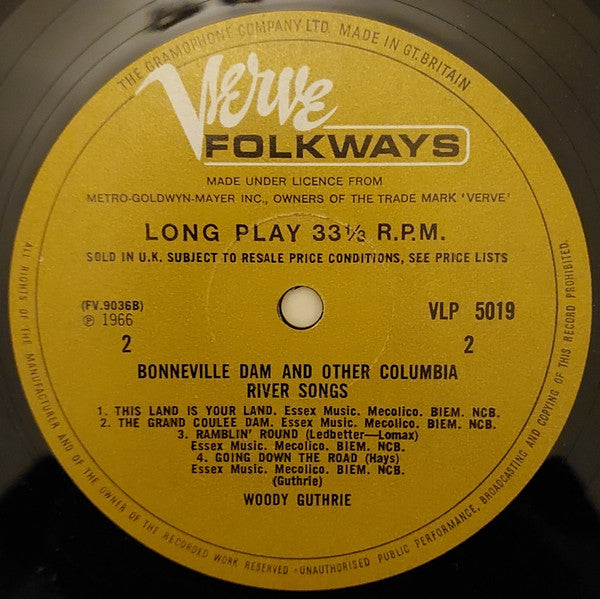 THE GRAMOPHONE COMPANY LTD. MADE IN GT. BRITAIN
Verve
FOLKWAYS
MADE UNDER LICENCE FROM
METRO-GOLDWYN-MAYER INC., OWNERS OF THE TRADE MARK 'VERVE'
LONG PLAY 33⅓ R.P.M.
SOLD IN U.K. SUBJECT TO RESALE PRICE CONDITIONS, SEE PRICE LISTS
(FV.9036B)
℗ 1966
VLP 5019
2
2
BONNEVILLE DAM AND OTHER COLUMBIA
RIVER SONGS
1. THIS LAND IS YOUR LAND. Essex Music. Mecolico. BIEM. NCB.
2. THE GRAND COULEE DAM. Essex Music. Mecolico. BIEM. NCB.
3. RAMBLIN' ROUND (Ledbetter—Lomax)
Essex Music. Mecolico. BIEM. NCB.
4. GOING DOWN THE ROAD (Hays)
Essex Music. Mecolico. BIEM. NCB.
(Guthrie)
WOODY GUTHRIE
ALL RIGHTS OF THE MANUFACTURER AND OF THE OWNER OF THE RECORDED WORK RESERVED · UNAUTHORISED PUBLIC PERFORMANCE, BROADCASTING AND COPYING OF THIS RECORD PROHIBITED.